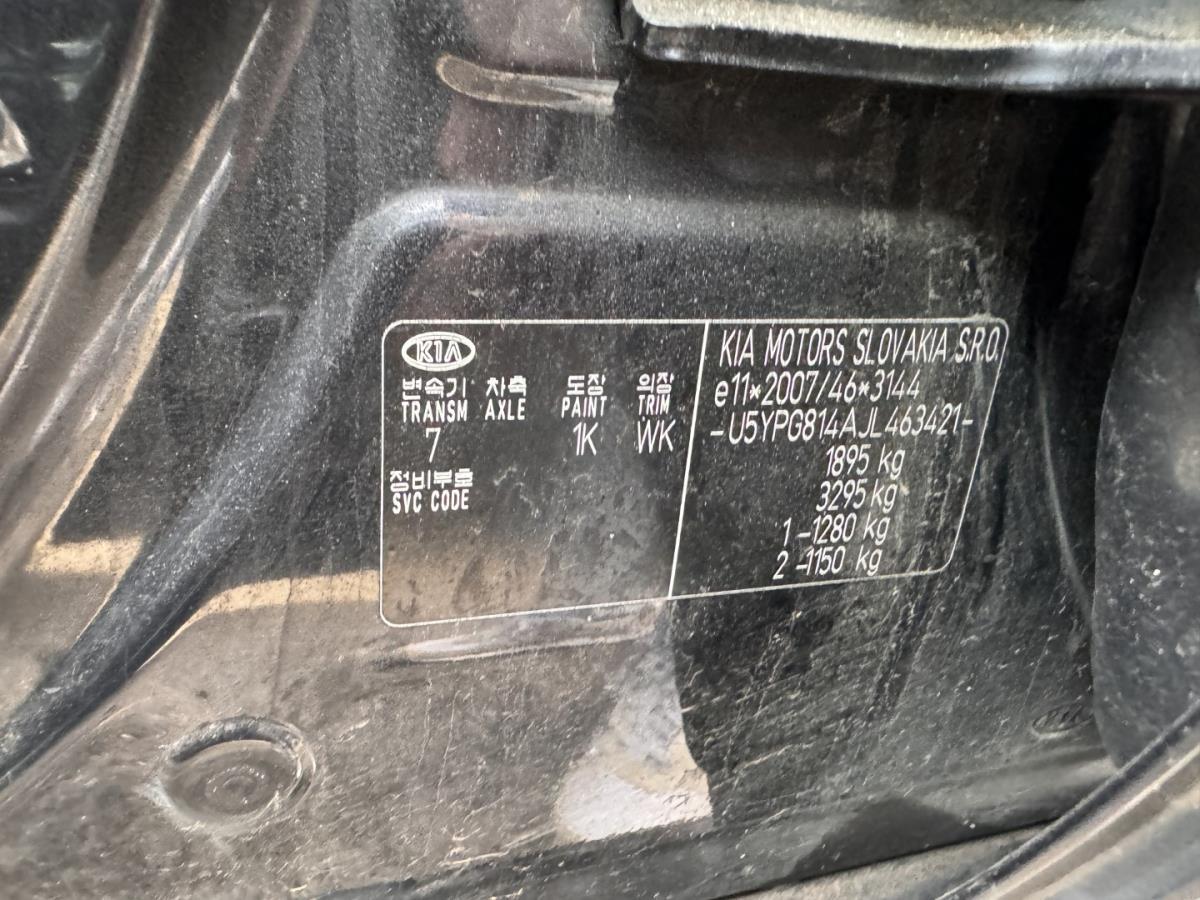 KIA
변속기 차축 도장 의장
TRANSM AXLE PAINT TRIM
7 1K WK
정비부호
SVC CODE
KIA MOTORS SLOVAKIA S.R.O.
e11*2007/46*3144
-U5YPG814AJL463421-
1895 kg
3295 kg
1 -1280 kg
2 -1150 kg